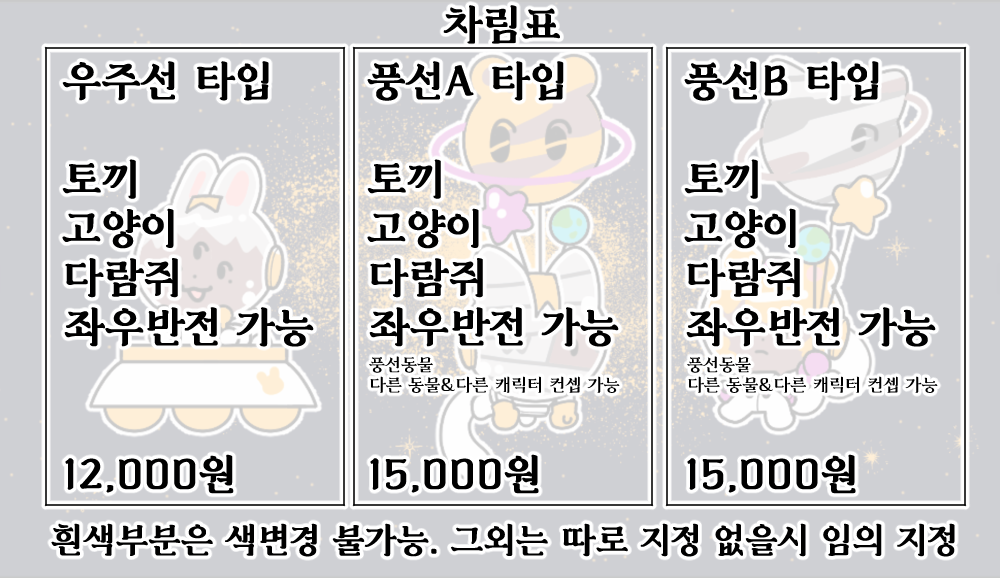 차림표
우주선 타입
토끼
고양이
다람쥐
좌우반전 가능
12,000원
풍선A 타입
토끼
고양이
다람쥐
좌우반전 가능
풍선동물
다른 동물&다른 캐릭터 컨셉 가능
15,000원
풍선B 타입
토끼
고양이
다람쥐
좌우반전 가능
풍선동물
다른 동물&다른 캐릭터 컨셉 가능
15,000원
흰색부분은 색변경 불가능. 그외는 따로 지정 없을시 임의 지정